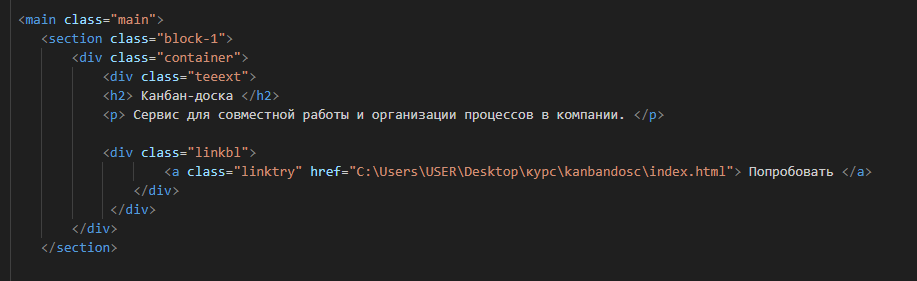 <main class="main">
<section class="block-1">
<div class="container">
<div class="teeext">
<h2> Канбан-доска </h2>
<p> Сервис для совместной работы и организации процессов в компании. </p>
<div class="linkbl">
<a class="linktry" href="C:\Users\USER\Desktop\курс\kanbandosc\index.html"> Попробовать </a>
</div>
</div>
</div>
</section>